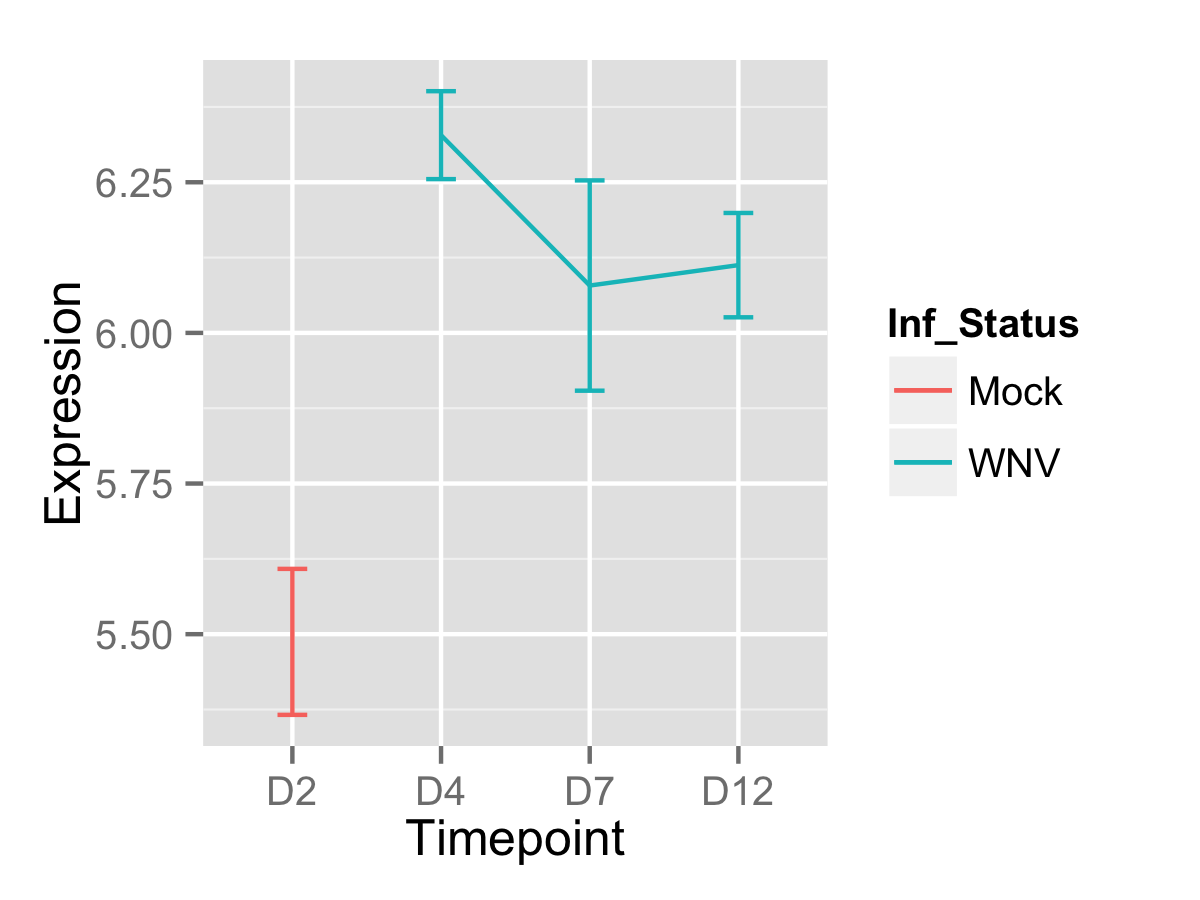 Expression
6.25
6.00
5.75
5.50
D2 D4 D7 D12
Timepoint
Inf_Status
Mock
WNV